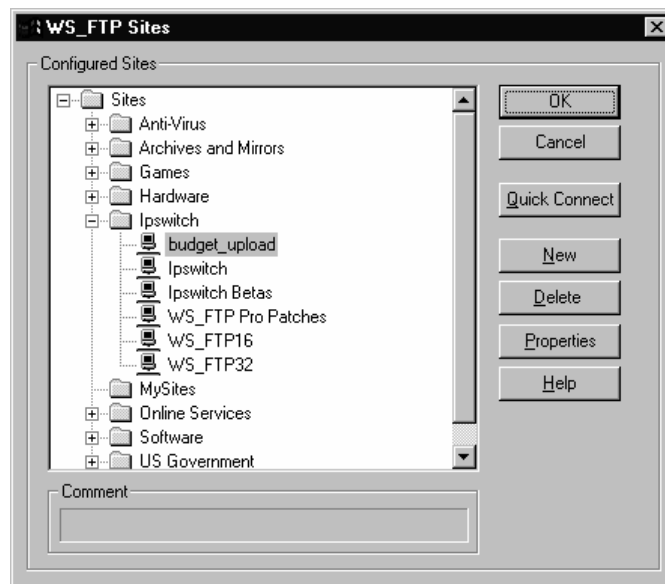 WS_FTP Sites
Configured Sites
Sites
Anti-Virus
Archives and Mirrors
Games
Hardware
Ipswitch
budget_upload
Ipswitch
Ipswitch Betas
WS_FTP Pro Patches
WS_FTP16
WS_FTP32
MySites
Online Services
Software
US Government
OK
Cancel
Quick Connect
New
Delete
Properties
Help
Comment